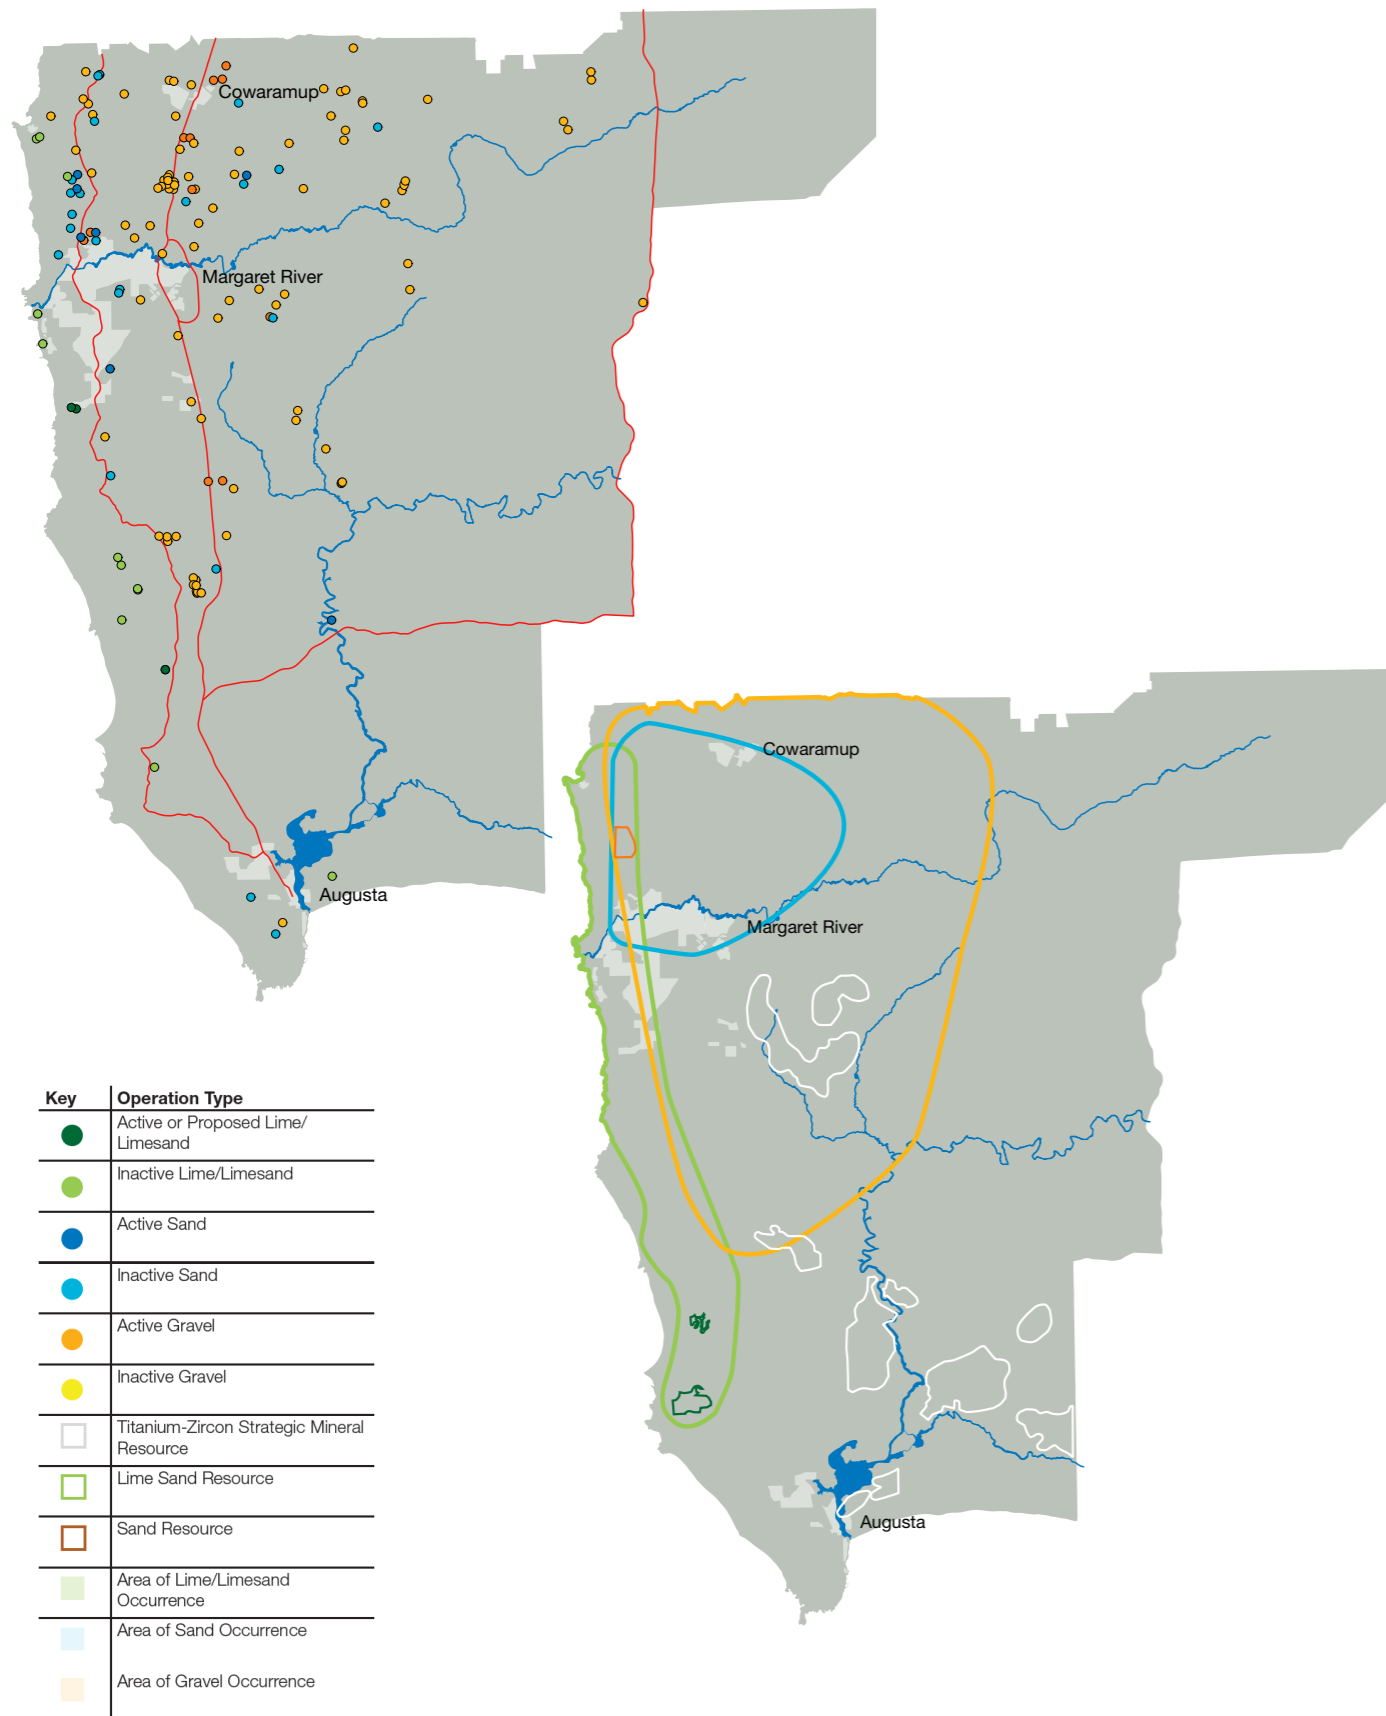 Cowaramup
Margaret River
Augusta
Cowaramup
Margaret River
Augusta
Key Operation Type
Active or Proposed Lime/
Limesand
Inactive Lime/Limesand
Active Sand
Inactive Sand
Active Gravel
Inactive Gravel
Titanium-Zircon Strategic Mineral
Resource
Lime Sand Resource
Sand Resource
Area of Lime/Limesand
Occurrence
Area of Sand Occurrence
Area of Gravel Occurrence